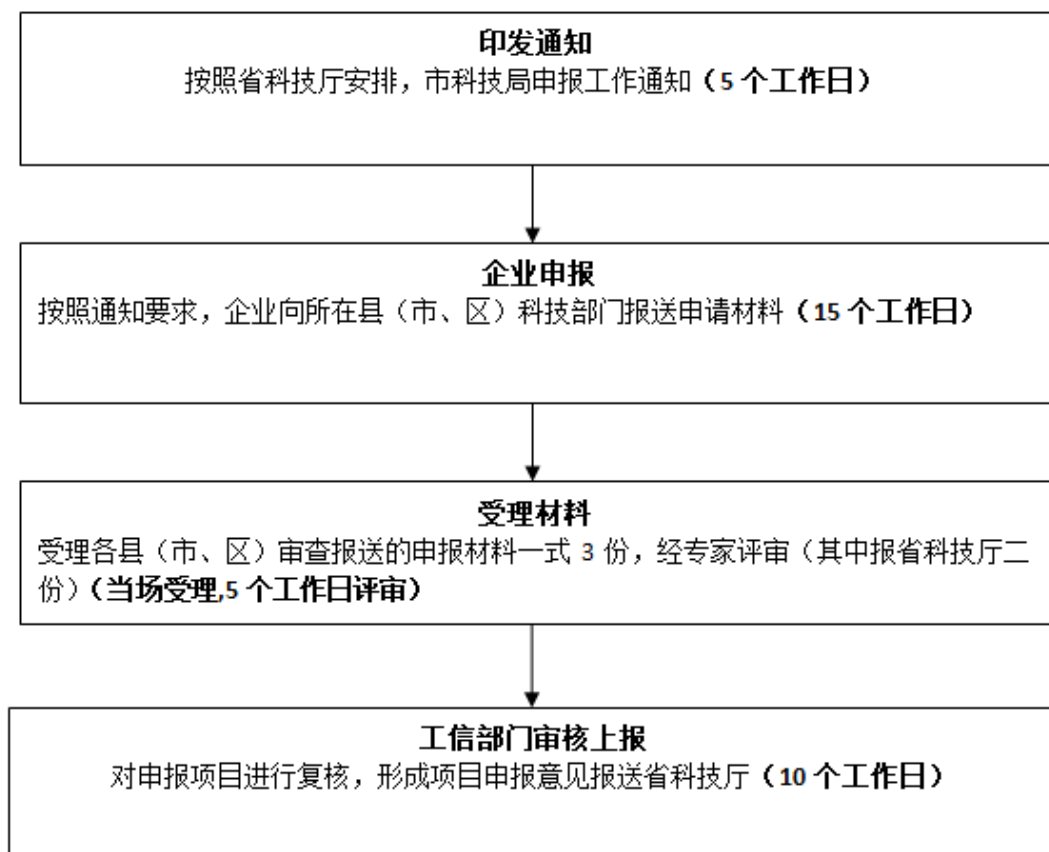 印发通知
按照省科技厅安排，市科技局申报工作通知（5 个工作日）
企业申报
按照通知要求，企业向所在县（市、区）科技部门报送申请材料（15 个工作日）
受理材料
受理各县（市、区）审查报送的申报材料一式 3 份，经专家评审（其中报省科技厅二
份）（当场受理,5 个工作日评审）
工信部门审核上报
对申报项目进行复核，形成项目申报意见报送省科技厅（10 个工作日）